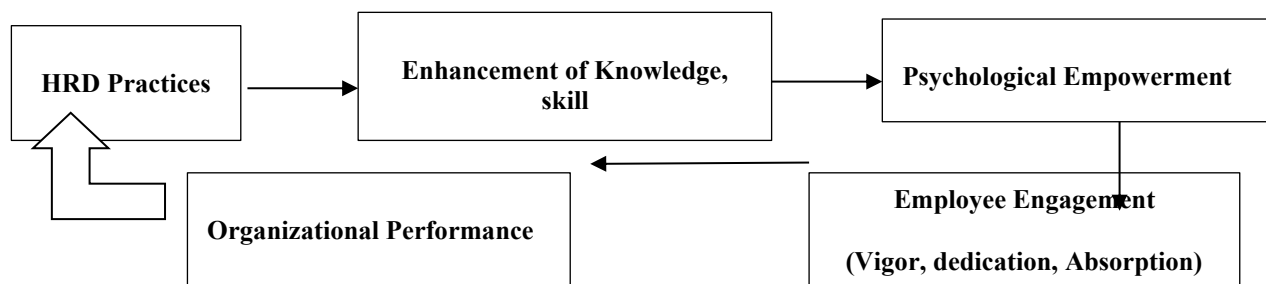 HRD Practices
Enhancement of Knowledge,
skill
Psychological Empowerment
Employee Engagement
(Vigor, dedication, Absorption)
Organizational Performance